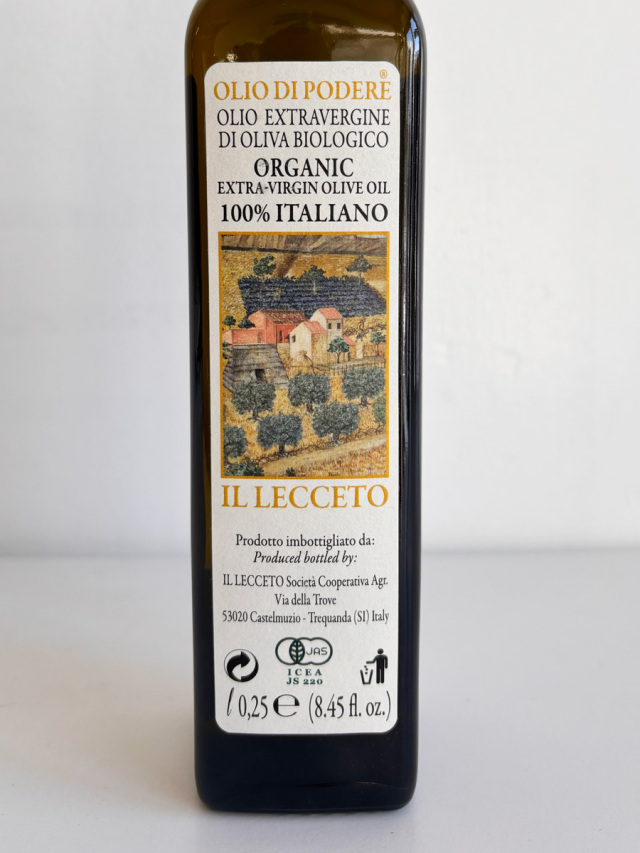 OLIO DI PODERE®
OLIO EXTRAVERGINE
DI OLIVA BIOLOGICO
ORGANIC
EXTRA-VIRGIN OLIVE OIL
100% ITALIANO
IL LECCETO
Prodotto imbottigliato da:
Produced bottled by:
IL LECCETO Società Cooperativa Agr.
Via della Trove
53020 Castelmuzio - Trequanda (SI) Italy
JAS
ICEA
JS 220
l 0,25 ℮ (8.45 fl. oz.)